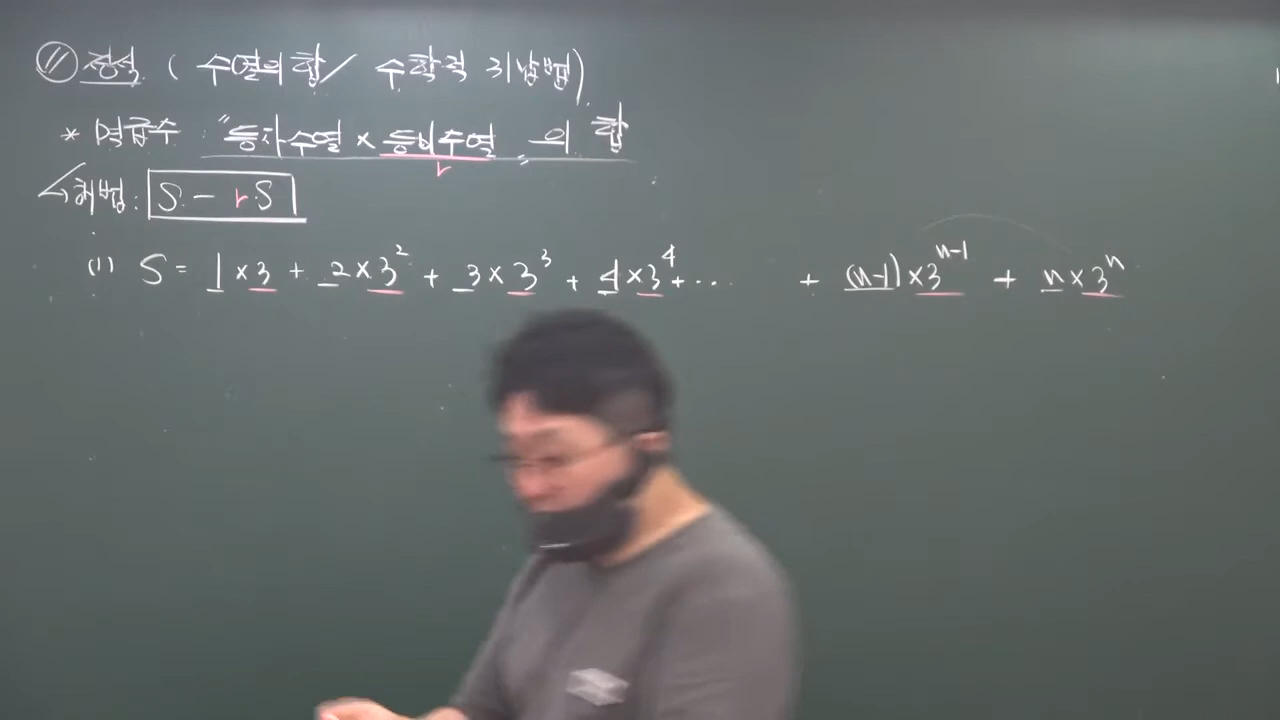 ⑪ 정석 ( 수열의 합 / 수학적 귀납법)
* 멱급수 : "등차수열 × 등비수열" 의 합
r
↳해법: S - r·S
(1) S = 1×3 + 2×3² + 3×3³ + 4×3⁴ + ··· + (n-1)×3ⁿ⁻¹ + n×3ⁿ